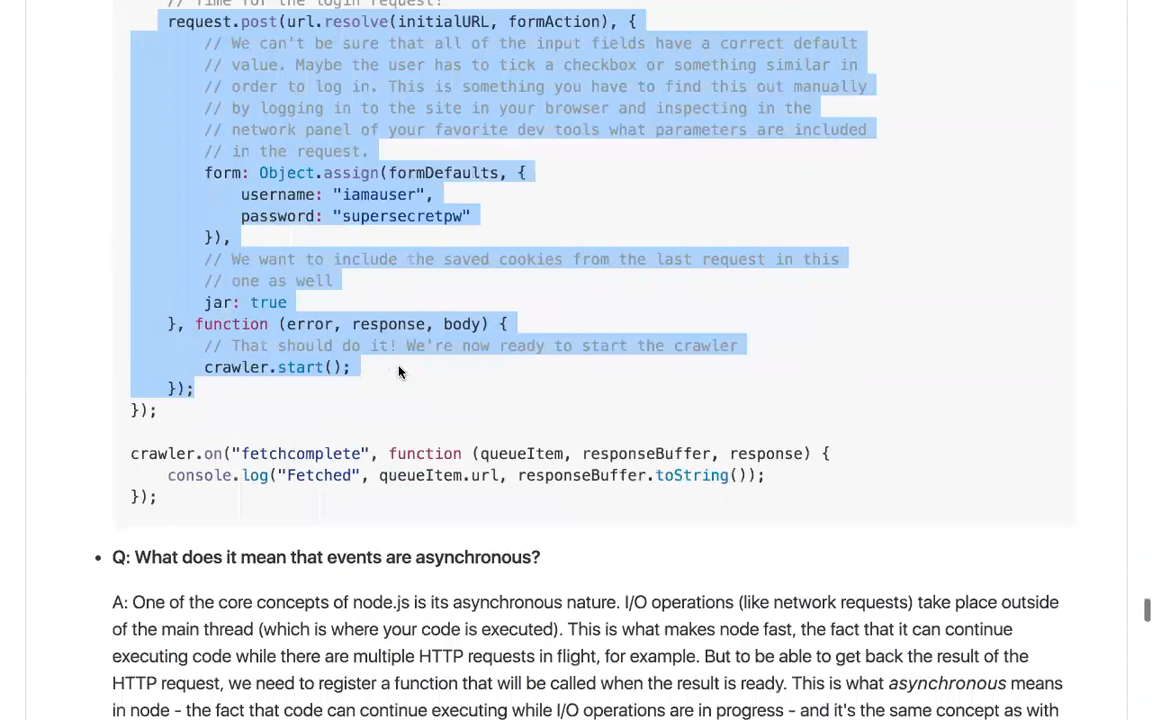 // Time for the login request!
request.post(url.resolve(initialURL, formAction), {
// We can't be sure that all of the input fields have a correct default
// value. Maybe the user has to tick a checkbox or something similar in
// order to log in. This is something you have to find this out manually
// by logging in to the site in your browser and inspecting in the
// network panel of your favorite dev tools what parameters are included
// in the request.
form: Object.assign(formDefaults, {
username: "iamauser",
password: "supersecretpw"
}),
// We want to include the saved cookies from the last request in this
// one as well
jar: true
}, function (error, response, body) {
// That should do it! We're now ready to start the crawler
crawler.start();
});
});
crawler.on("fetchcomplete", function (queueItem, responseBuffer, response) {
console.log("Fetched", queueItem.url, responseBuffer.toString());
});
• Q: What does it mean that events are asynchronous?
A: One of the core concepts of node.js is its asynchronous nature. I/O operations (like network requests) take place outside
of the main thread (which is where your code is executed). This is what makes node fast, the fact that it can continue
executing code while there are multiple HTTP requests in flight, for example. But to be able to get back the result of the
HTTP request, we need to register a function that will be called when the result is ready. This is what asynchronous means
in node - the fact that code can continue executing while I/O operations are in progress - and it's the same concept as with